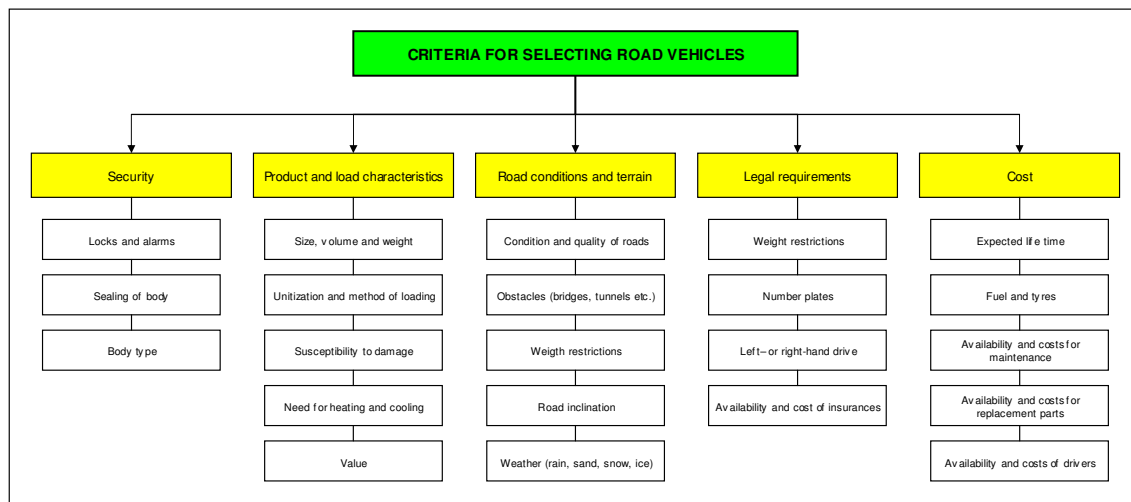 CRITERIA FOR SELECTING ROAD VEHICLES
Security
Product and load characteristics
Road conditions and terrain
Legal requirements
Cost
Locks and alarms
Size, volume and weight
Condition and quality of roads
Weight restrictions
Expected life time
Sealing of body
Unitization and method of loading
Obstacles (bridges, tunnels etc.)
Number plates
Fuel and tyres
Body type
Susceptibility to damage
Weigth restrictions
Left– or right-hand drive
Availability and costs for
maintenance
Need for heating and cooling
Road inclination
Availability and cost of insurances
Availability and costs for
replacement parts
Value
Weather (rain, sand, snow, ice)
Availability and costs of drivers